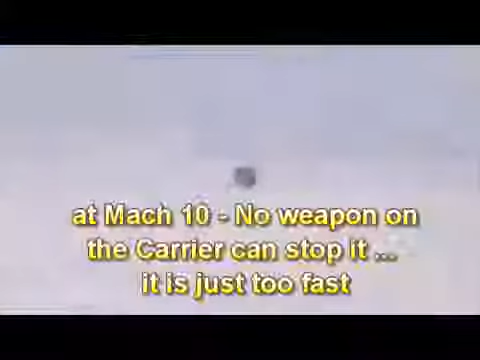 at Mach 10 - No weapon on
the Carrier can stop it ...
it is just too fast